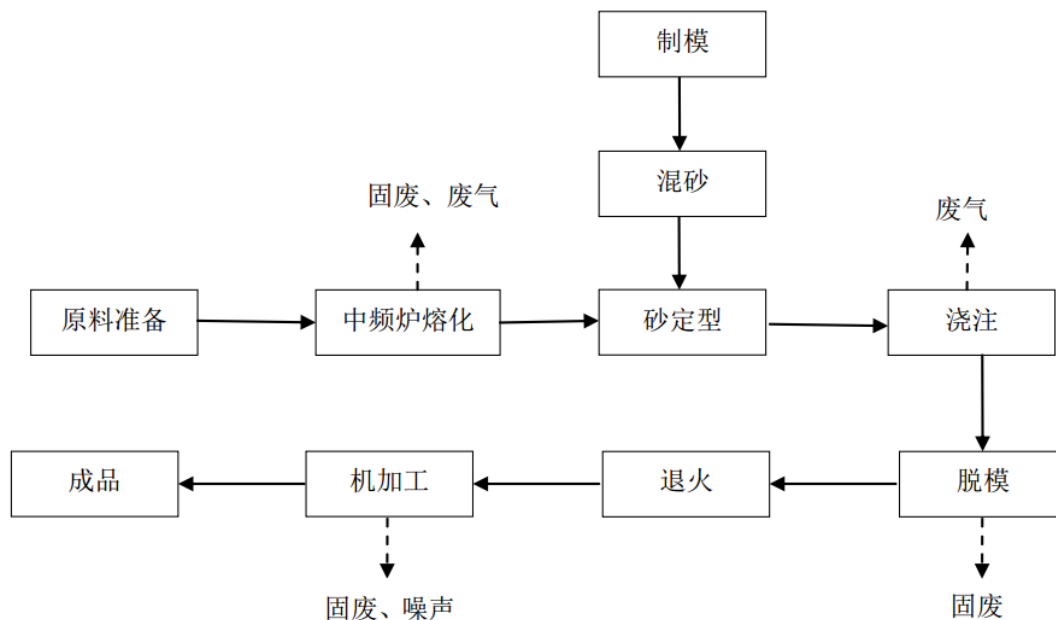 制模
混砂
固废、废气
废气
原料准备
中频炉熔化
砂定型
浇注
成品
机加工
退火
脱模
固废、噪声
固废